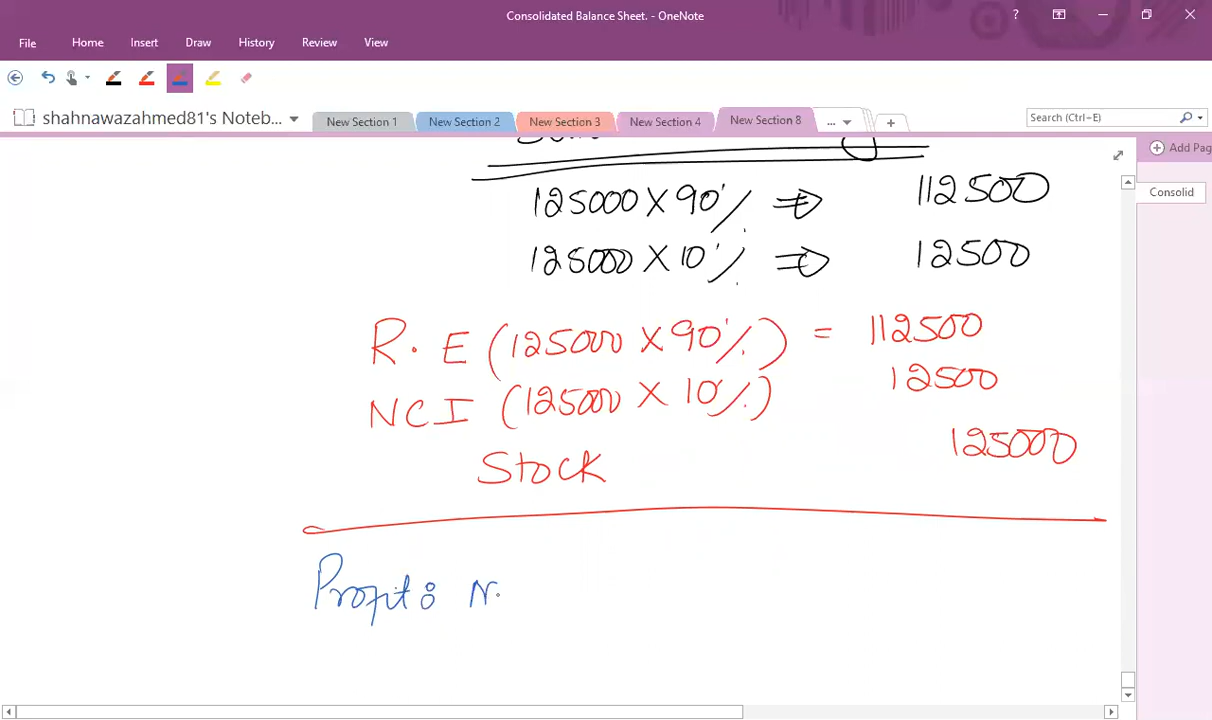 Consolidated Balance Sheet. - OneNote
?
File Home Insert Draw History Review View
shahnawazahmed81's Noteb... New Section 1 New Section 2 New Section 3 New Section 4 New Section 8 ... + Search (Ctrl+E)
Add Pag
Consolid
125000 X 90% ⇒ 112500
125000 X 10% ⇒ 12500
R. E (125000 X 90%) = 112500
NCI (125000 X 10%) 12500
Stock 125000
Profit: N.